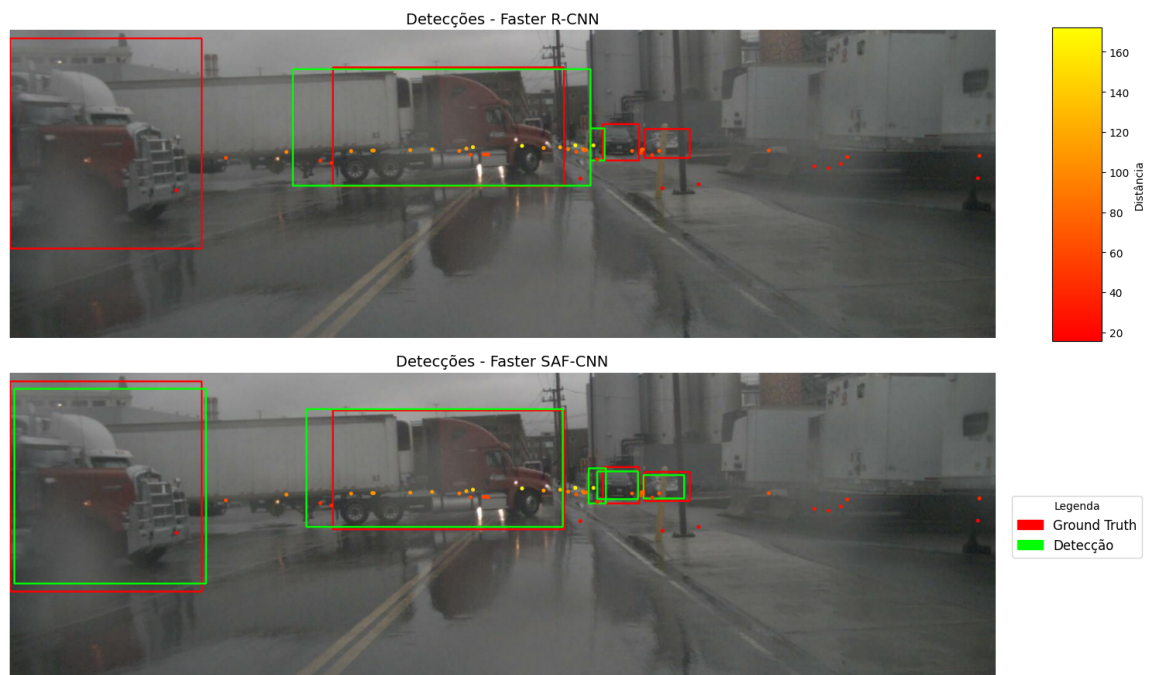 Detecções - Faster R-CNN
160
140
120
100
80
60
40
20
Distância
Detecções - Faster SAF-CNN
Legenda
Ground Truth
Detecção